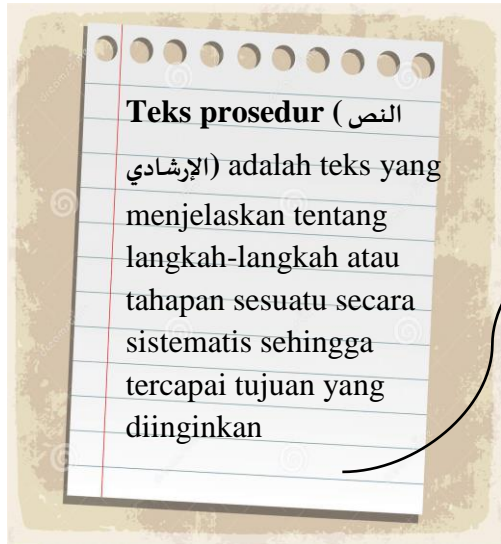 Teks prosedur (النص
الإرشادي) adalah teks yang
menjelaskan tentang
langkah-langkah atau
tahapan sesuatu secara
sistematis sehingga
tercapai tujuan yang
diinginkan